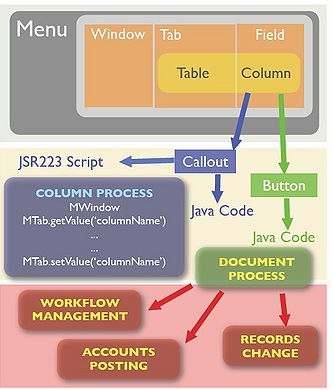 Menu
Window Tab Field
Table Column
JSR223 Script
Callout
Button
Java Code
Java Code
COLUMN PROCESS
MWindow
MTab.getValue('columnName')
...
...
MTab.setValue('columnName')
DOCUMENT
PROCESS
WORKFLOW
MANAGEMENT
ACCOUNTS
POSTING
RECORDS
CHANGE